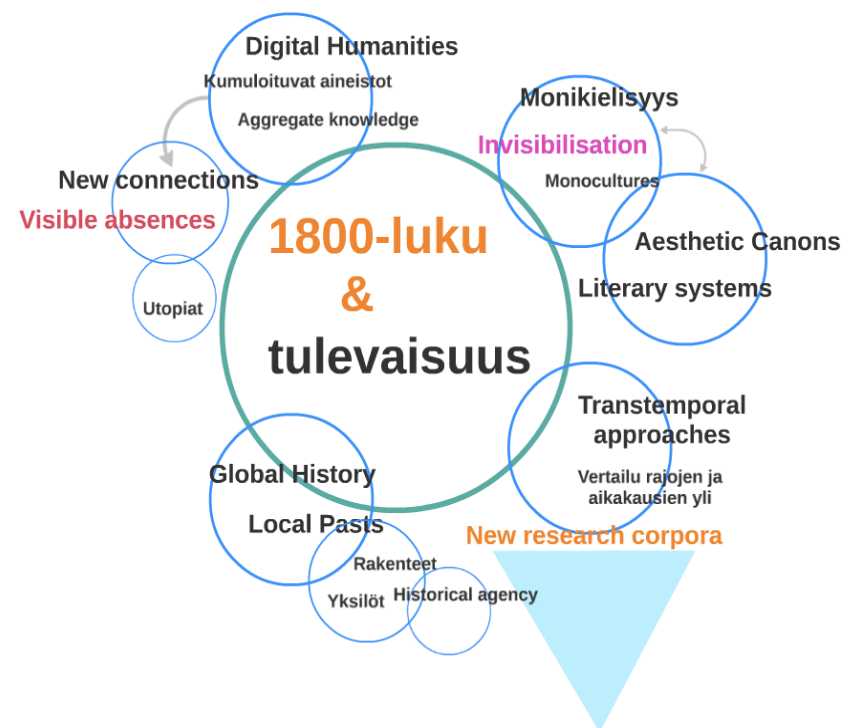 Digital Humanities
Kumuloituvat aineistot
Aggregate knowledge
New connections
Visible absences
Utopiat
Monikielisyys
Invisibilisation
Monocultures
Aesthetic Canons
Literary systems
1800-luku
&
tulevaisuus
Transtemporal
approaches
Vertailu rajojen ja
aikakausien yli
New research corpora
Global History
Local Pasts
Rakenteet
Yksilöt
Historical agency